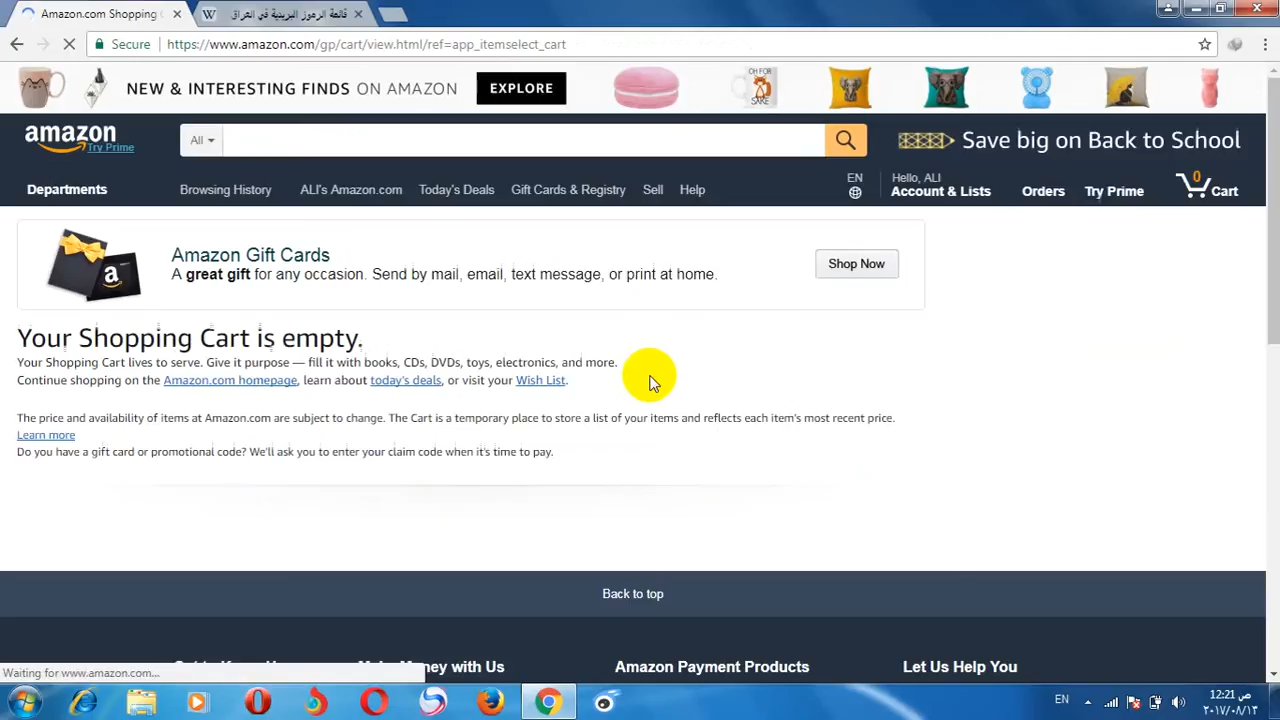 Amazon.com Shopping
W
قائمة الرموز البريدية في العراق
Secure
https://www.amazon.com/gp/cart/view.html/ref=app_itemselect_cart
NEW & INTERESTING FINDS ON AMAZON
EXPLORE
OH FOR
SAKE
amazon
Try Prime
All
Save big on Back to School
Departments
Browsing History
ALI's Amazon.com
Today's Deals
Gift Cards & Registry
Sell
Help
EN
Hello, ALI
Account & Lists
Orders
Try Prime
0
Cart
a
Amazon Gift Cards
A great gift for any occasion. Send by mail, email, text message, or print at home.
Shop Now
Your Shopping Cart is empty.
Your Shopping Cart lives to serve. Give it purpose — fill it with books, CDs, DVDs, toys, electronics, and more.
Continue shopping on the Amazon.com homepage, learn about today's deals, or visit your Wish List.
The price and availability of items at Amazon.com are subject to change. The Cart is a temporary place to store a list of your items and reflects each item's most recent price.
Learn more
Do you have a gift card or promotional code? We'll ask you to enter your claim code when it's time to pay.
Back to top
Money with Us
Amazon Payment Products
Let Us Help You
Waiting for www.amazon.com...
EN
12:21 ص
٢٠١٧/٠٨/١٣